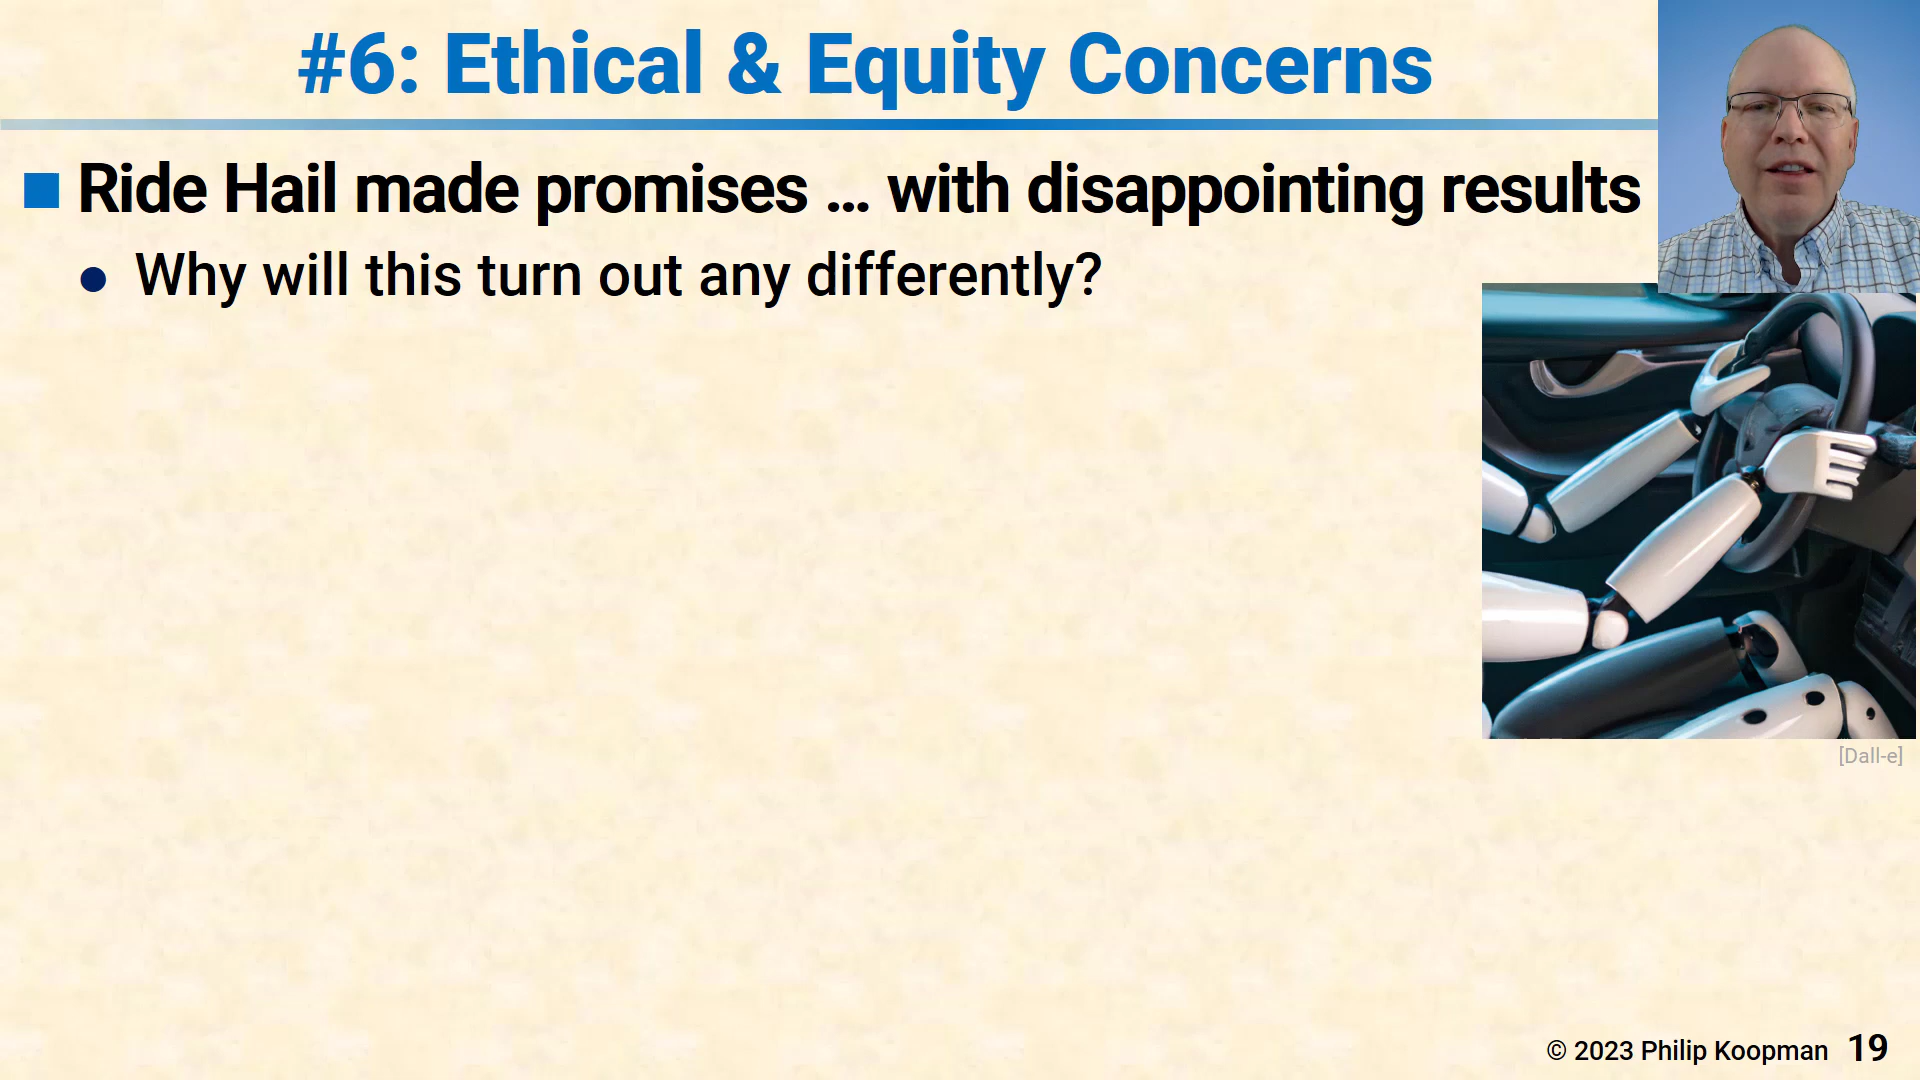 #6: Ethical & Equity Concerns
Ride Hail made promises … with disappointing results
Why will this turn out any differently?
[Dall-e]
© 2023 Philip Koopman 19